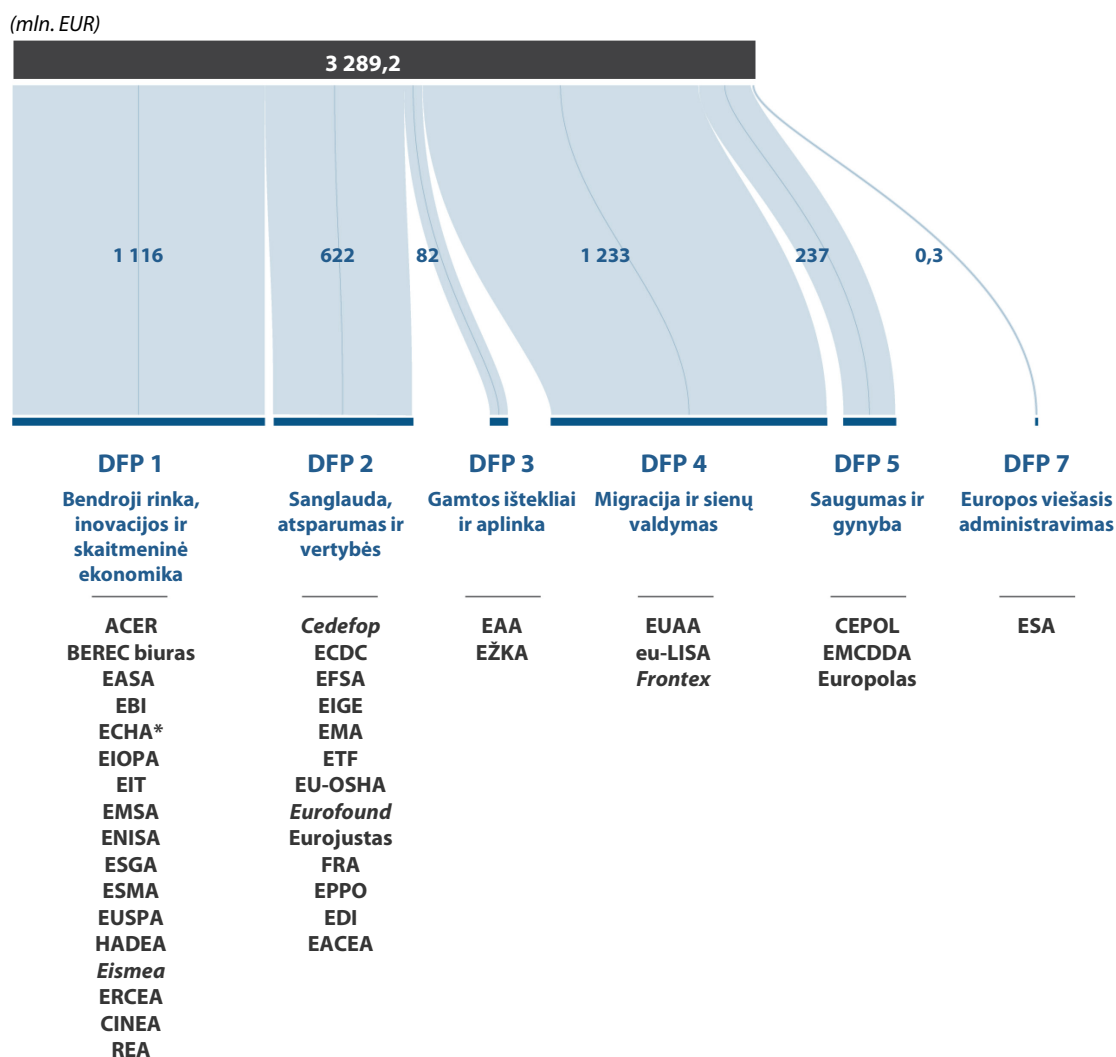 (mln. EUR)
3 289,2
1 116
622
82
1 233
237
0,3
DFP 1
Bendroji rinka,
inovacijos ir
skaitmeninė
ekonomika
ACER
BEREC biuras
EASA
EBI
ECHA*
EIOPA
EIT
EMSA
ENISA
ESGA
ESMA
EUSPA
HADEA
Eismea
ERCEA
CINEA
REA
DFP 2
Sanglauda,
atsparumas ir
vertybės
Cedefop
ECDC
EFSA
EIGE
EMA
ETF
EU-OSHA
Eurofound
Eurojustas
FRA
EPPO
EDI
EACEA
DFP 3
Gamtos ištekliai
ir aplinka
EAA
EŽKA
DFP 4
Migracija ir sienų
valdymas
EUAA
eu-LISA
Frontex
DFP 5
Saugumas ir
gynyba
CEPOL
EMCDDA
Europolas
DFP 7
Europos viešasis
administravimas
ESA